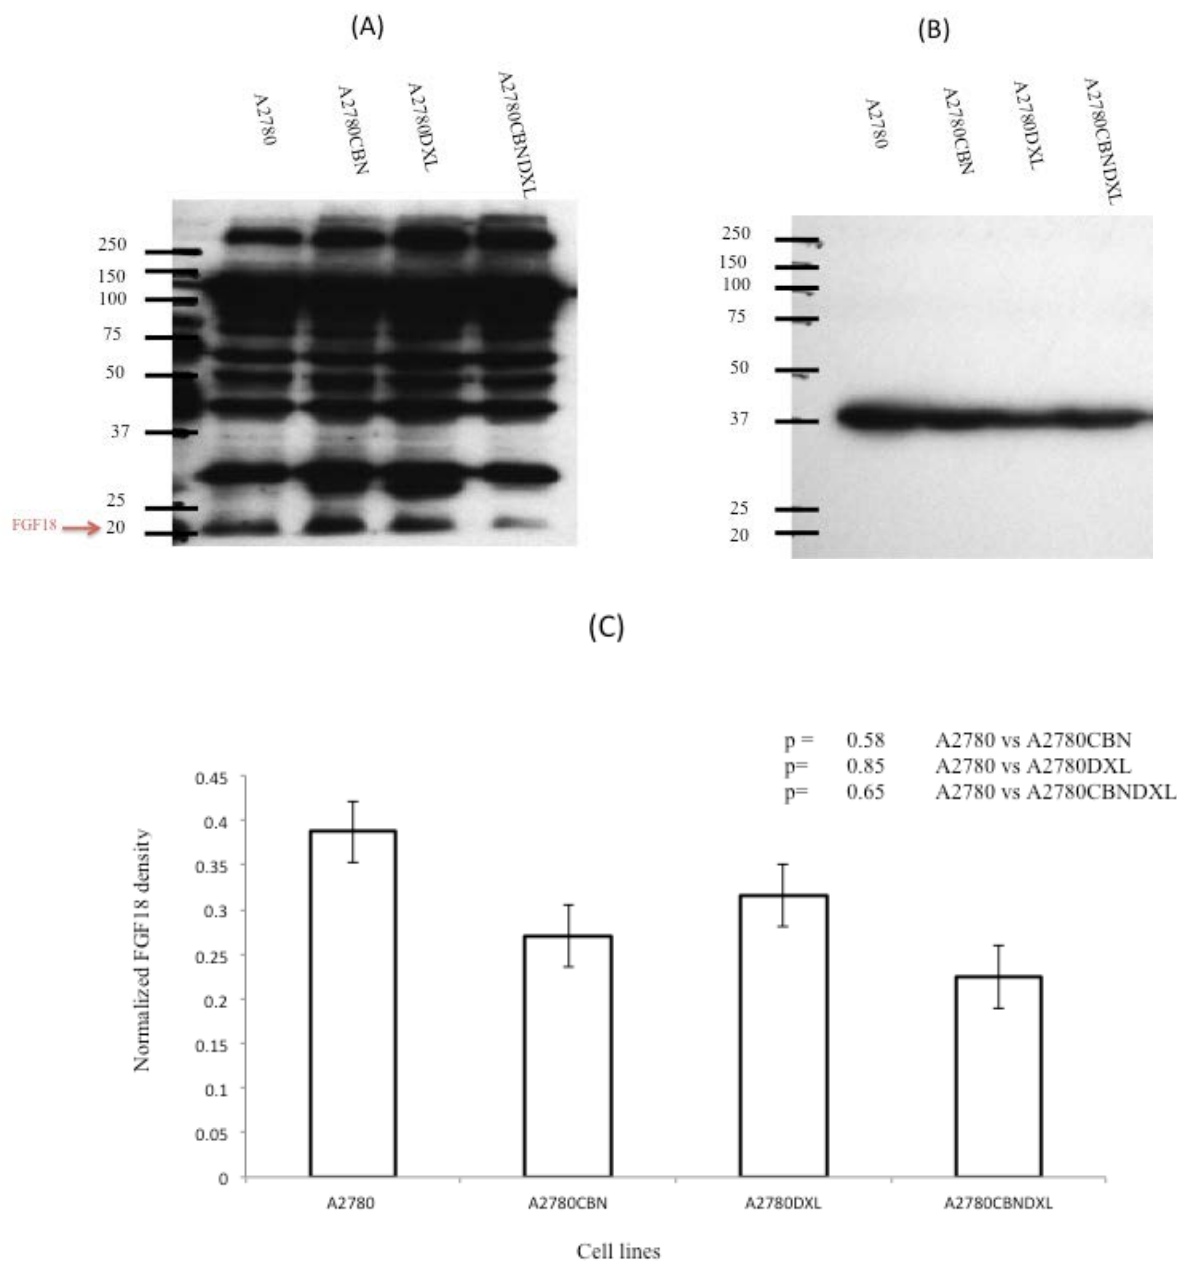 (A)
(B)
A2780
A2780CBN
A2780DXL
A2780CBNDXL
A2780
A2780CBN
A2780DXL
A2780CBNDXL
250
150
100
75
50
37
25
20
FGF18
250
150
100
75
50
37
25
20
(C)
p = 0.58 A2780 vs A2780CBN
p= 0.85 A2780 vs A2780DXL
p= 0.65 A2780 vs A2780CBNDXL
Normalized FGF18 density
0.45
0.4
0.35
0.3
0.25
0.2
0.15
0.1
0.05
0
A2780 A2780CBN A2780DXL A2780CBNDXL
Cell lines